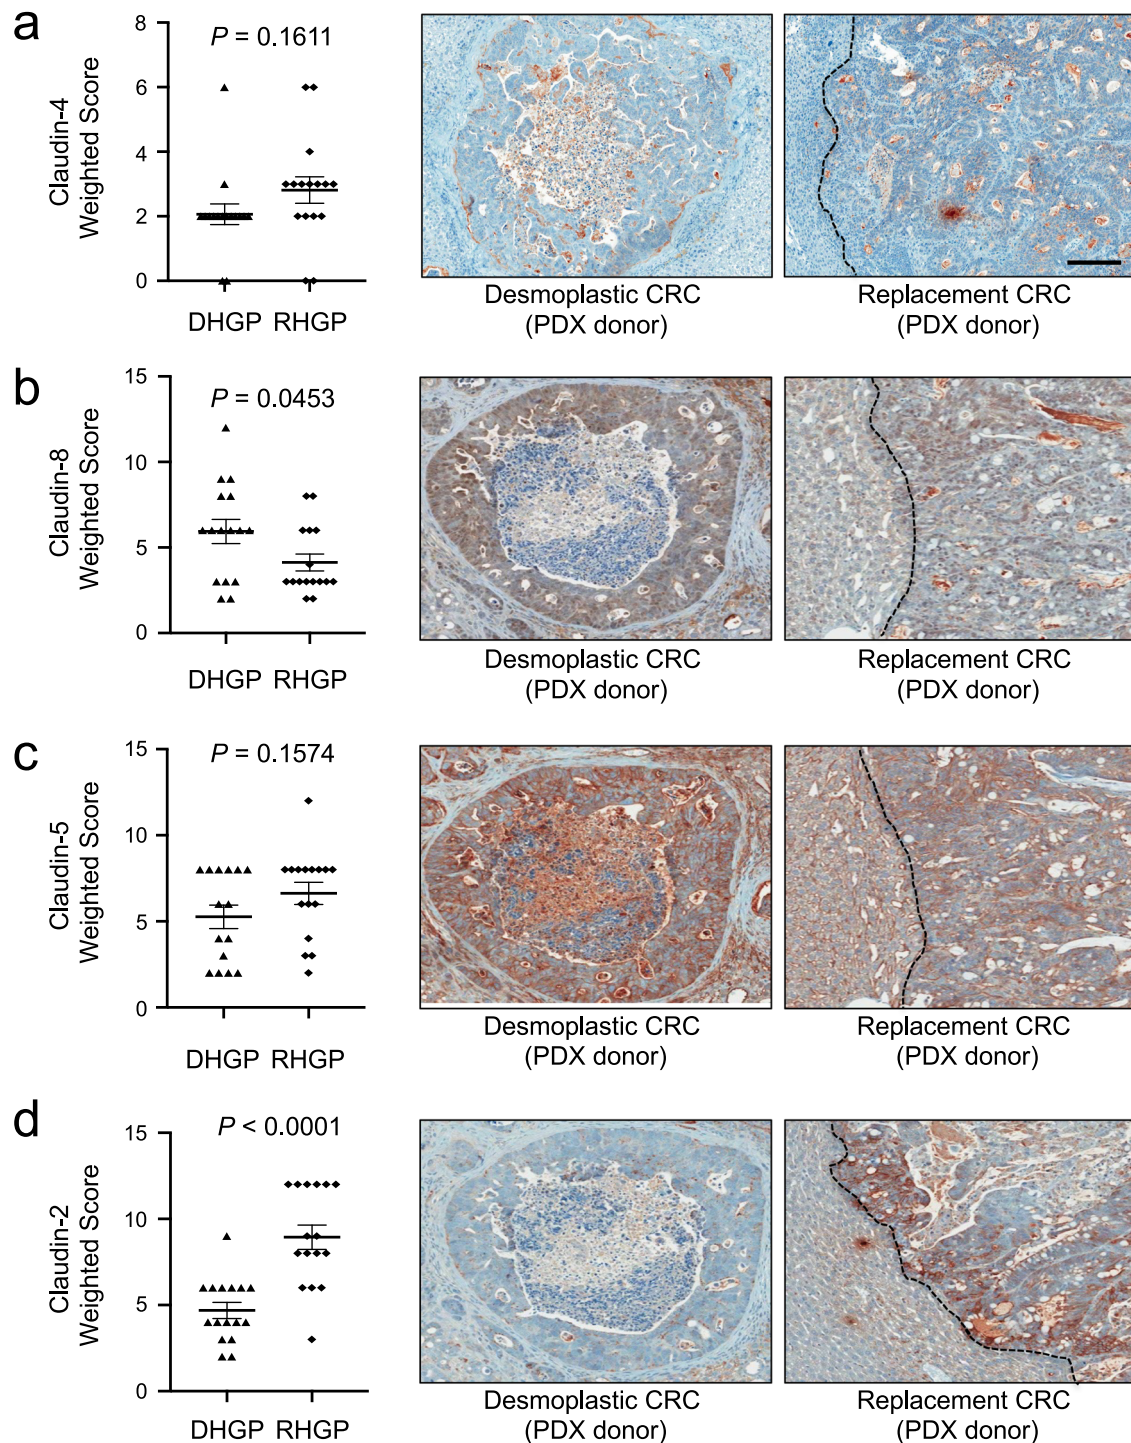 a
Claudin-4
Weighted Score
8
6
4
2
0
P = 0.1611
DHGP RHGP
Desmoplastic CRC
(PDX donor)
Replacement CRC
(PDX donor)
b
Claudin-8
Weighted Score
15
10
5
0
P = 0.0453
DHGP RHGP
Desmoplastic CRC
(PDX donor)
Replacement CRC
(PDX donor)
c
Claudin-5
Weighted Score
15
10
5
0
P = 0.1574
DHGP RHGP
Desmoplastic CRC
(PDX donor)
Replacement CRC
(PDX donor)
d
Claudin-2
Weighted Score
15
10
5
0
P < 0.0001
DHGP RHGP
Desmoplastic CRC
(PDX donor)
Replacement CRC
(PDX donor)